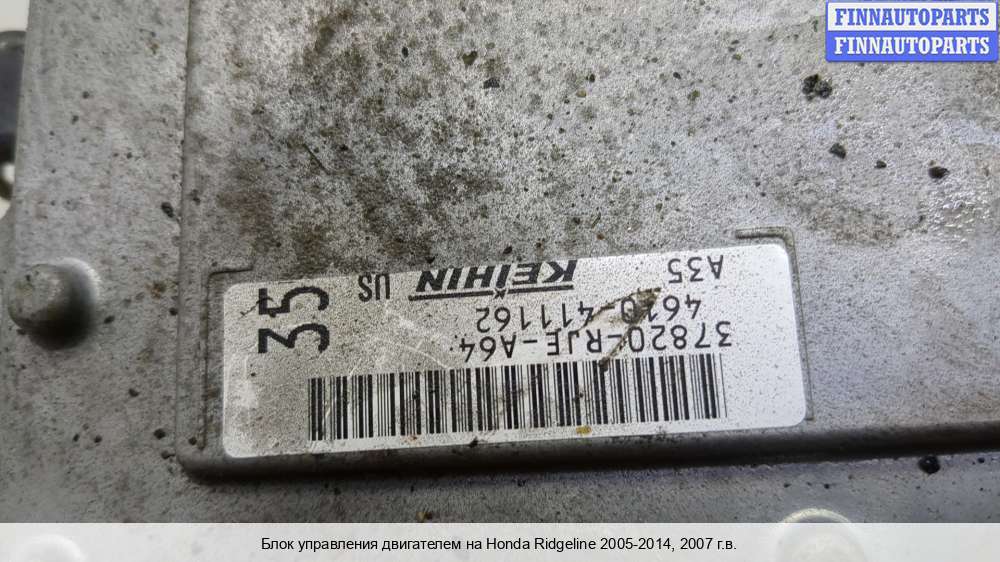 FINNAUTOPARTS
FINNAUTOPARTS
37820-RJE-A64
4610-411162
A35
KEIHIN US
35
Блок управления двигателем на Honda Ridgeline 2005-2014, 2007 г.в.